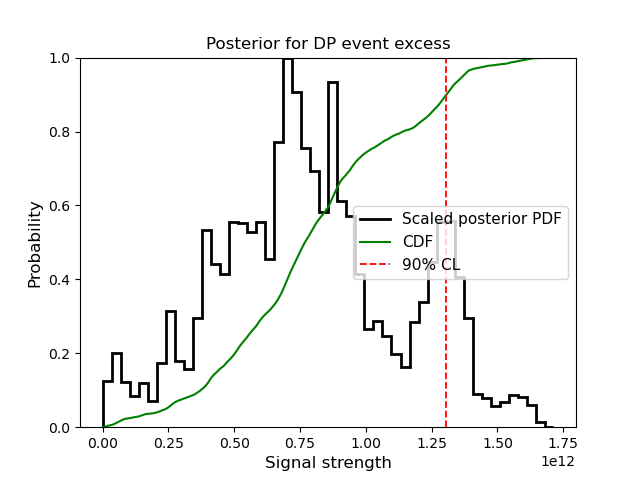 Posterior for DP event excess
Probability
1.0
0.8
0.6
0.4
0.2
0.0
Scaled posterior PDF
CDF
90% CL
0.00 0.25 0.50 0.75 1.00 1.25 1.50 1.75
1e12
Signal strength